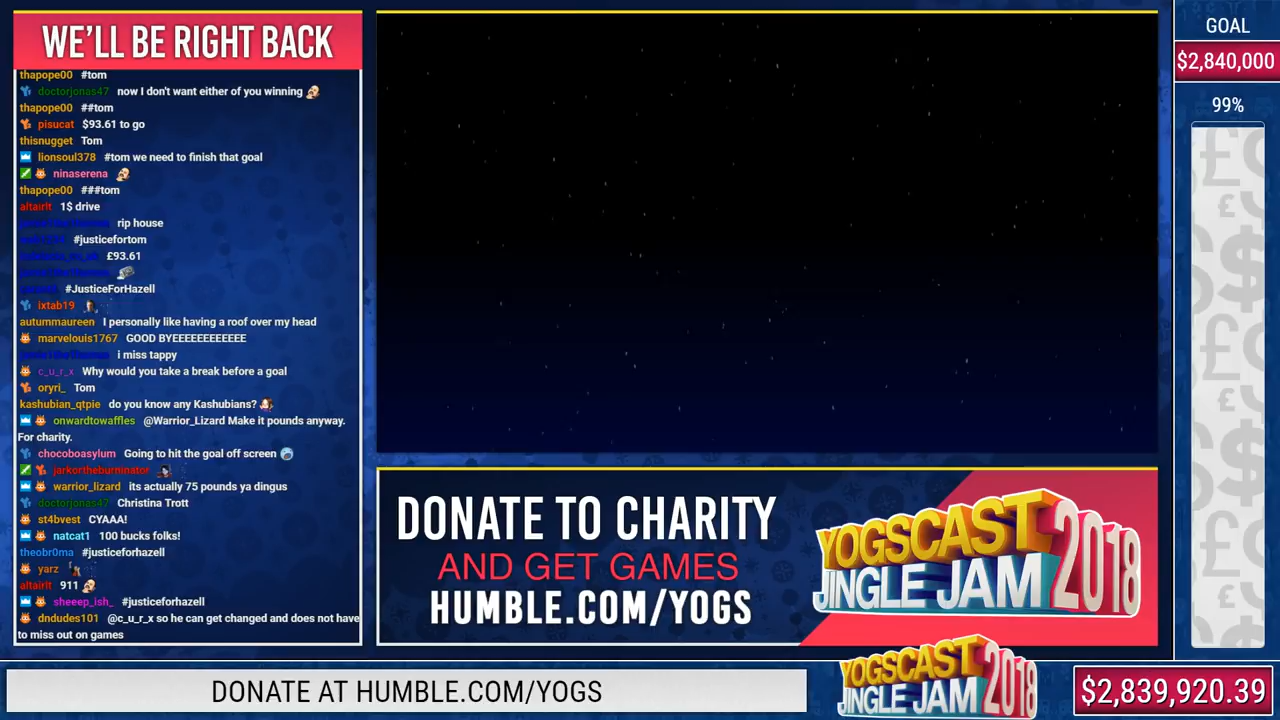 WE'LL BE RIGHT BACK
thapope00 #tom
doctorjonas47 now I don't want either of you winning
thapope00 ##tom
pisucat $93.61 to go
thisnugget Tom
lionsoul378 #tom we need to finish that goal
ninaserena
thapope00 ###tom
altairlt 1$ drive
rip house
#justicefortom
£93.61
#JusticeForHazell
ixtab19
autummaureen I personally like having a roof over my head
marvelous1767 GOOD BYEEEEEEEEEEE
i miss tappy
c_u_r_x Why would you take a break before a goal
oryri_ Tom
kashubian_qtpie do you know any Kashubians?
onwardtowaffles @Warrior_Lizard Make it pounds anyway.
For charity.
chocoboasylum Going to hit the goal off screen
jarkortheburninator
warrior_lizard its actually 75 pounds ya dingus
doctorjonas47 Christina Trott
st4bvest CYAAA!
natcat1 100 bucks folks!
theobr0ma #justiceforhazell
yarz
altairlt 911
sheeep_ish_ #justiceforhazell
dndudes101 @c_u_r_x so he can get changed and does not have
to miss out on games
DONATE TO CHARITY
AND GET GAMES
HUMBLE.COM/YOGS
YOGSCAST
JINGLE JAM 2018
GOAL
$2,840,000
99%
DONATE AT HUMBLE.COM/YOGS
YOGSCAST
JINGLE JAM 2018
$2,839,920.39